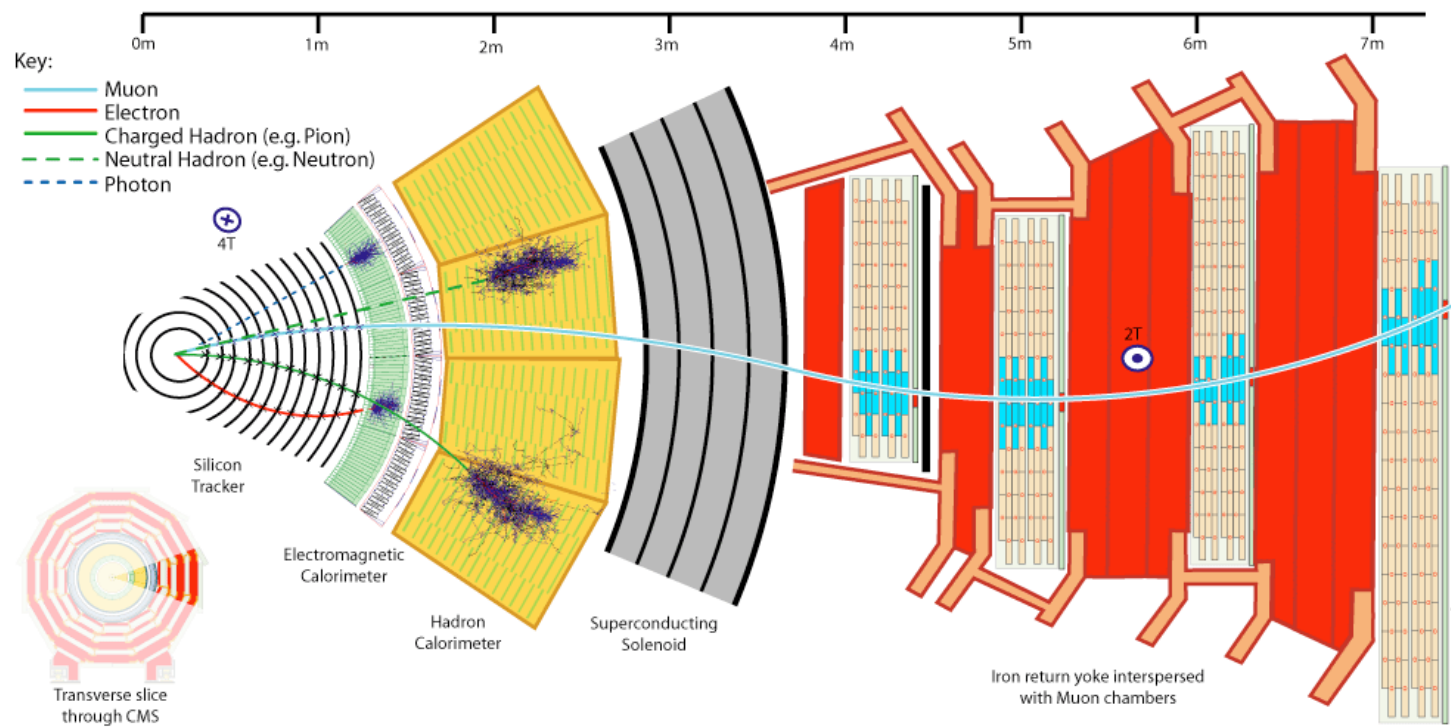 0m 1m 2m 3m 4m 5m 6m 7m
Key:
Muon
Electron
Charged Hadron (e.g. Pion)
Neutral Hadron (e.g. Neutron)
Photon
4T
2T
Silicon
Tracker
Electromagnetic
Calorimeter
Hadron
Calorimeter
Superconducting
Solenoid
Iron return yoke interspersed
with Muon chambers
Transverse slice
through CMS